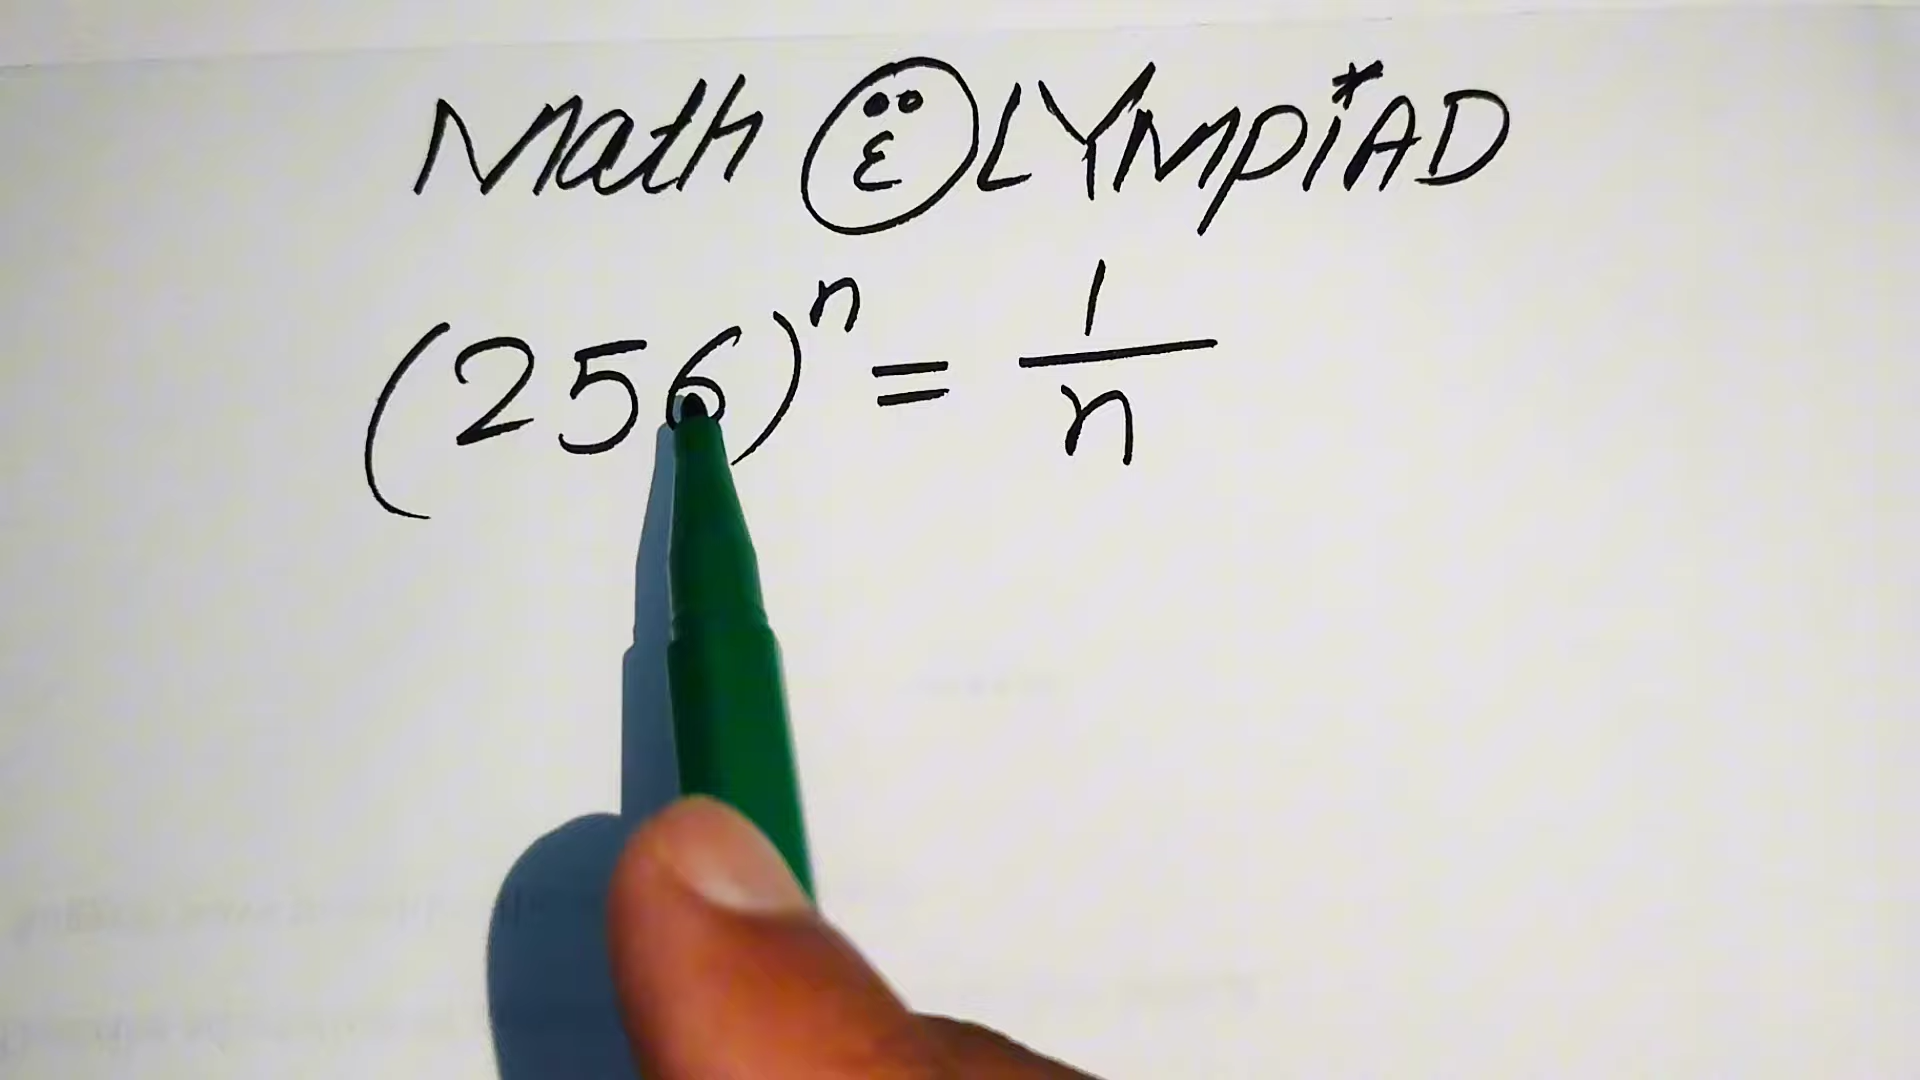 Math OLYMPiAD
(256)^n = 1/n